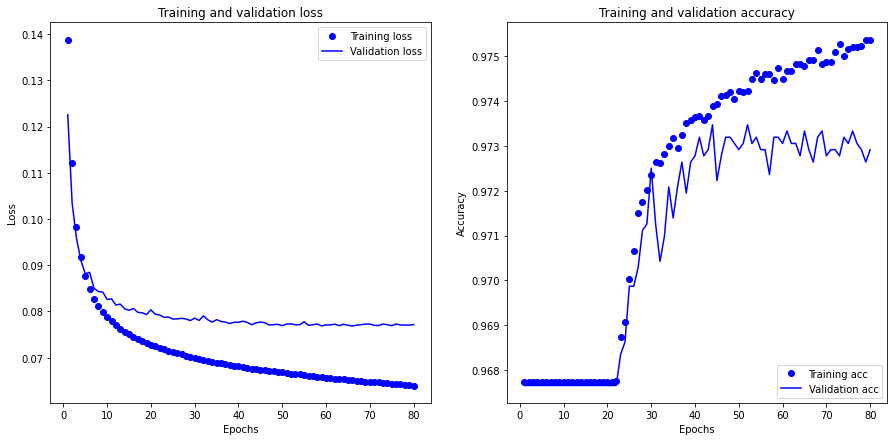 Training and validation loss
Training loss
Validation loss
0.14
0.13
0.12
0.11
0.10
0.09
0.08
0.07
Loss
0 10 20 30 40 50 60 70 80
Epochs
Training and validation accuracy
0.975
0.974
0.973
0.972
0.971
0.970
0.969
0.968
Accuracy
Training acc
Validation acc
0 10 20 30 40 50 60 70 80
Epochs